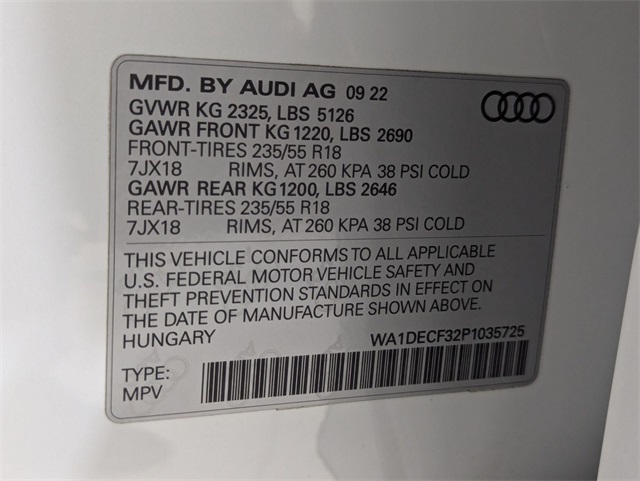 MFD. BY AUDI AG 09 22
GVWR KG 2325, LBS 5126
GAWR FRONT KG 1220, LBS 2690
FRONT-TIRES 235/55 R18
7JX18 RIMS, AT 260 KPA 38 PSI COLD
GAWR REAR KG 1200, LBS 2646
REAR-TIRES 235/55 R18
7JX18 RIMS, AT 260 KPA 38 PSI COLD
THIS VEHICLE CONFORMS TO ALL APPLICABLE
U.S. FEDERAL MOTOR VEHICLE SAFETY AND
THEFT PREVENTION STANDARDS IN EFFECT ON
THE DATE OF MANUFACTURE SHOWN ABOVE.
HUNGARY WA1DECF32P1035725
TYPE:
MPV